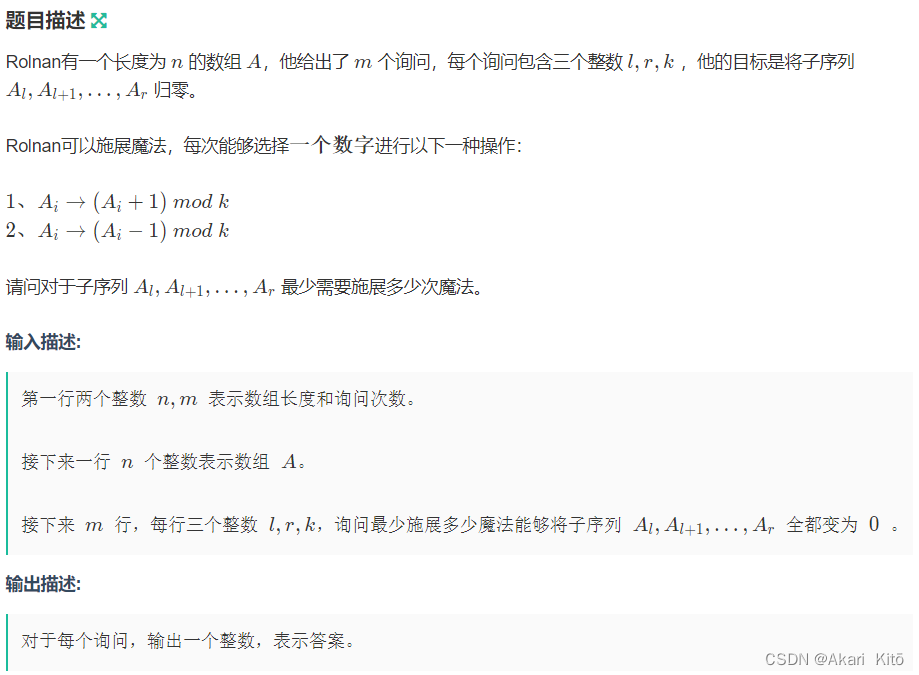 题目描述
Rolnan有一个长度为 n 的数组 A，他给出了 m 个询问，每个询问包含三个整数 l, r, k ，他的目标是将子序列
A_l, A_{l+1}, . . . , A_r 归零。
Rolnan可以施展魔法，每次能够选择一个数字进行以下一种操作：
1、 A_i → (A_i + 1) mod k
2、 A_i → (A_i − 1) mod k
请问对于子序列 A_l, A_{l+1}, . . . , A_r 最少需要施展多少次魔法。
输入描述:
第一行两个整数 n, m 表示数组长度和询问次数。
接下来一行 n 个整数表示数组 A。
接下来 m 行，每行三个整数 l, r, k，询问最少施展多少魔法能够将子序列 A_l, A_{l+1}, . . . , A_r 全都变为 0 。
输出描述:
对于每个询问，输出一个整数，表示答案。
CSDN @Akari Kitō